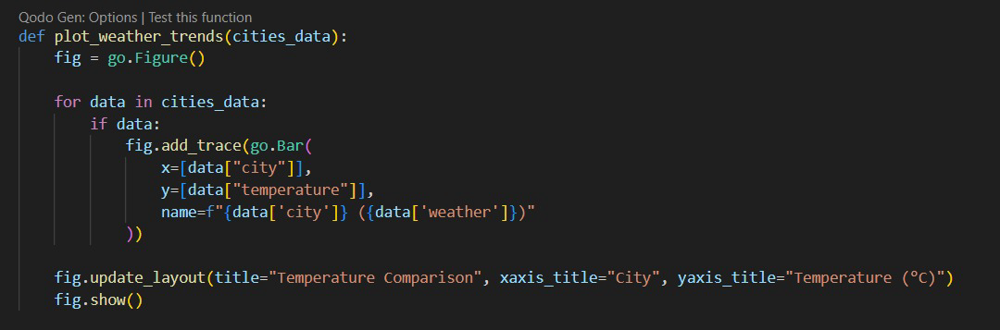 Qodo Gen: Options | Test this function
def plot_weather_trends(cities_data):
    fig = go.Figure()

    for data in cities_data:
        if data:
            fig.add_trace(go.Bar(
                x=[data["city"]],
                y=[data["temperature"]],
                name=f"{data['city']} ({data['weather']})"
            ))

    fig.update_layout(title="Temperature Comparison", xaxis_title="City", yaxis_title="Temperature (°C)")
    fig.show()